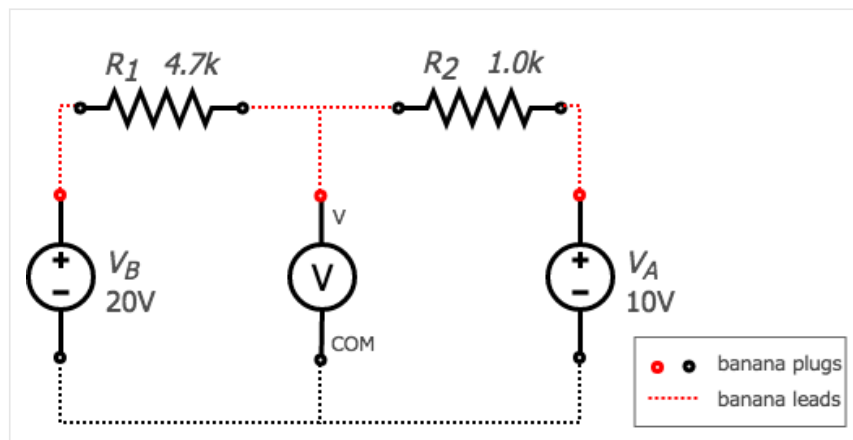 R1 4.7k
R2 1.0k
V
+
−
VB
20V
V
+
−
VA
10V
COM
banana plugs
banana leads